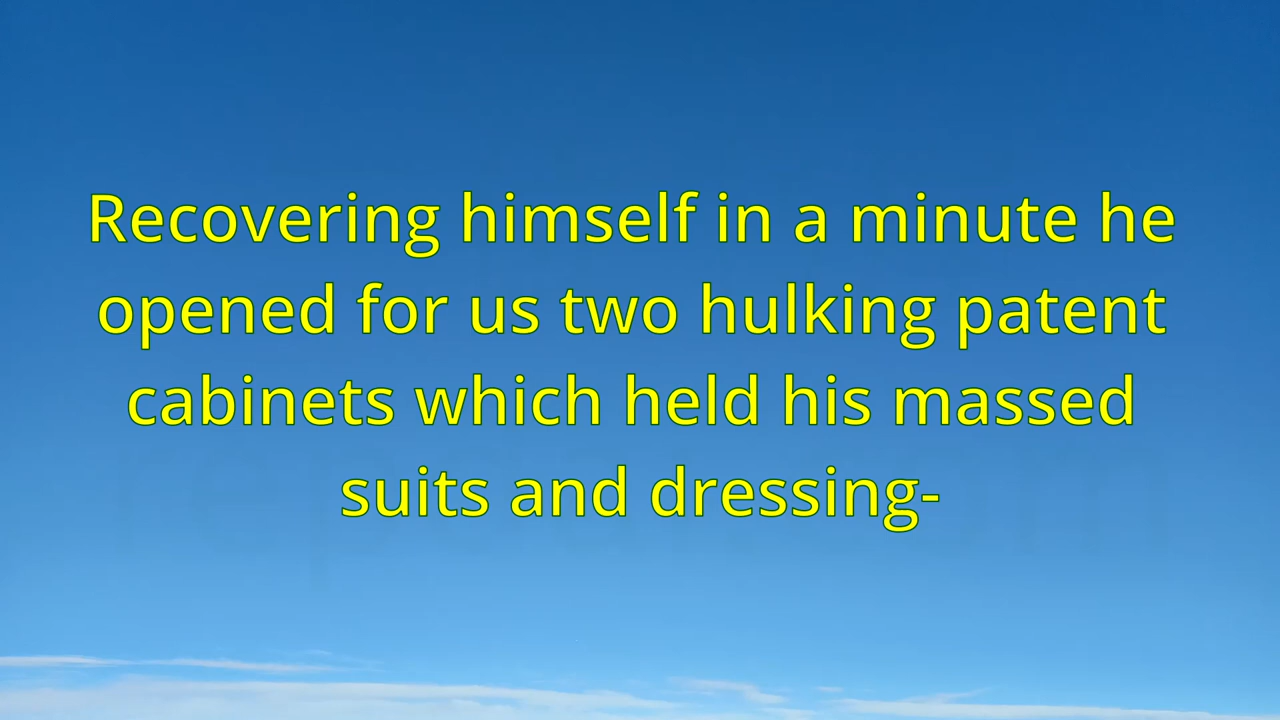 Recovering himself in a minute he
opened for us two hulking patent
cabinets which held his massed
suits and dressing-